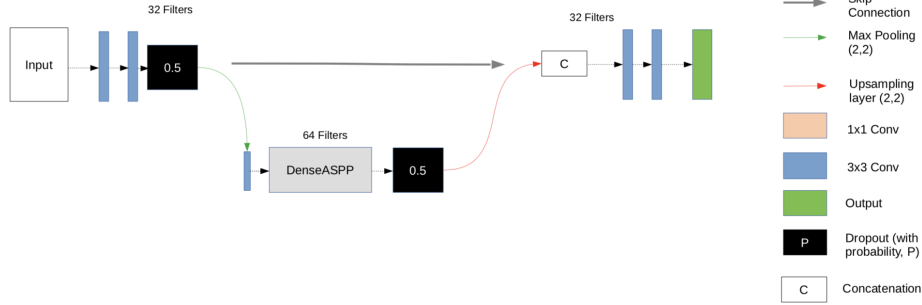 32 Filters
Input
0.5
64 Filters
DenseASPP
0.5
32 Filters
C
Skip
Connection
Max Pooling
(2,2)
Upsampling
layer (2,2)
1x1 Conv
3x3 Conv
Output
P
Dropout (with
probability, P)
C
Concatenation